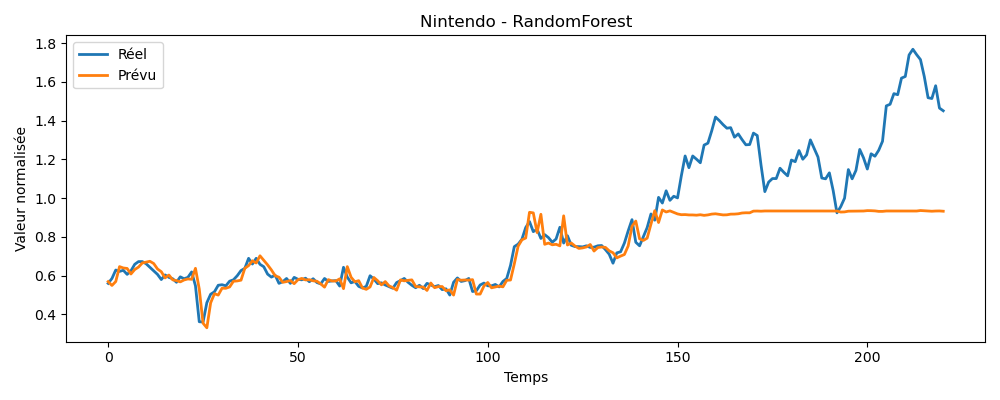 Nintendo - RandomForest
Réel
Prévu
Valeur normalisée
1.8
1.6
1.4
1.2
1.0
0.8
0.6
0.4
0 50 100 150 200
Temps